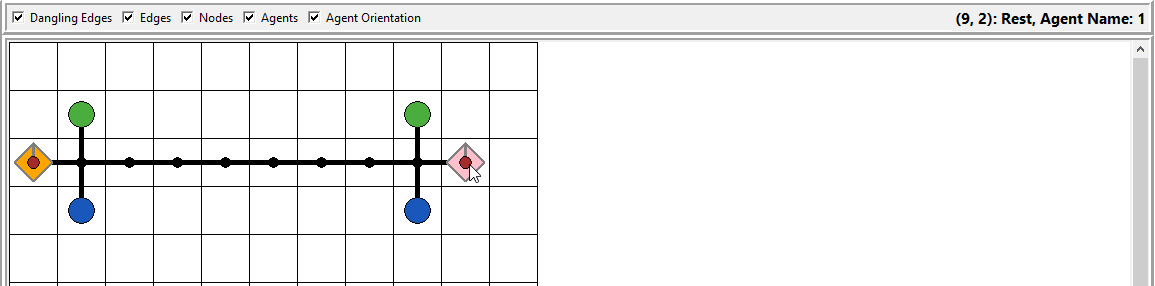 Dangling Edges Edges Nodes Agents Agent Orientation (9, 2): Rest, Agent Name: 1